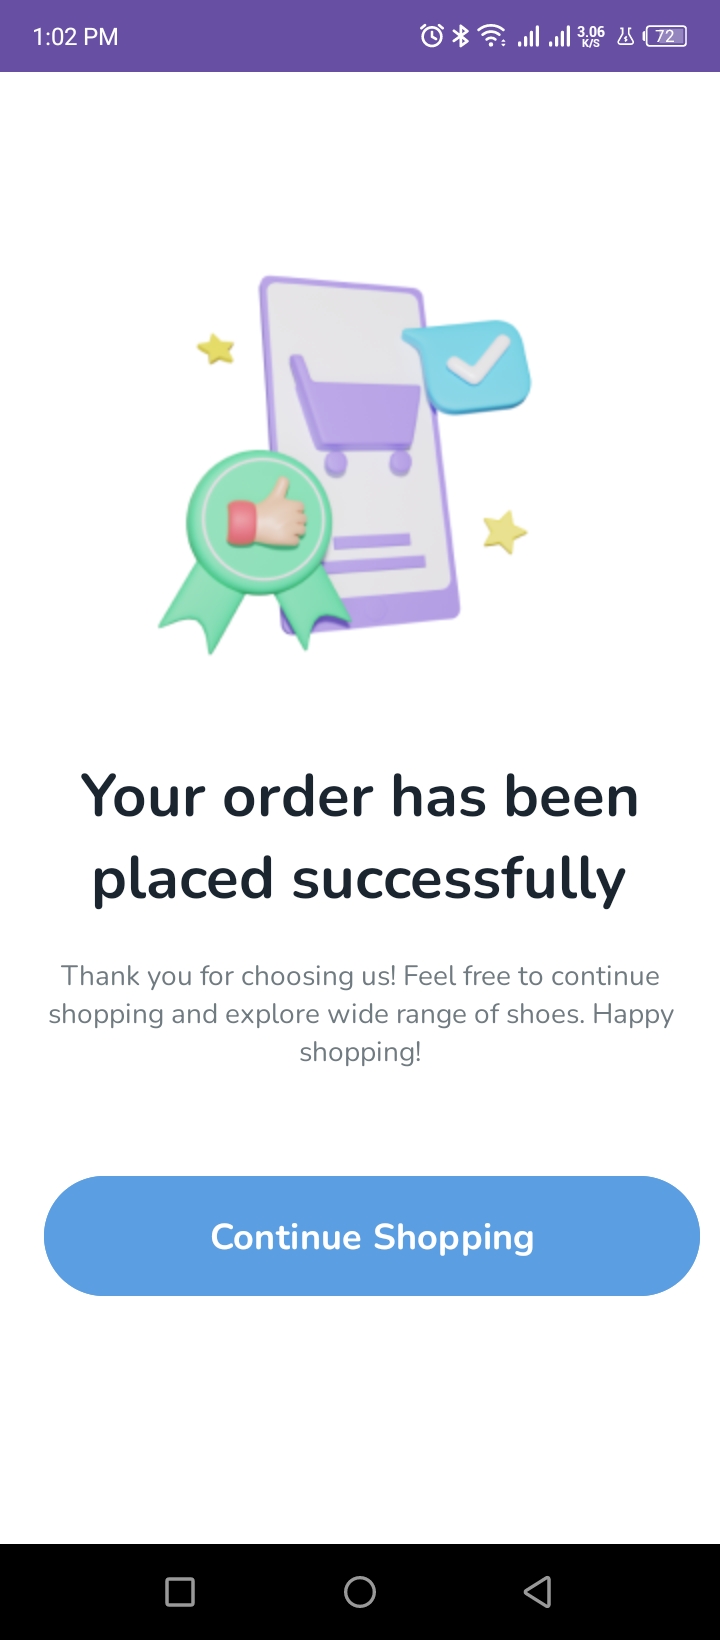 1:02 PM
3.06
K/S
72
Your order has been
placed successfully
Thank you for choosing us! Feel free to continue
shopping and explore wide range of shoes. Happy
shopping!
Continue Shopping